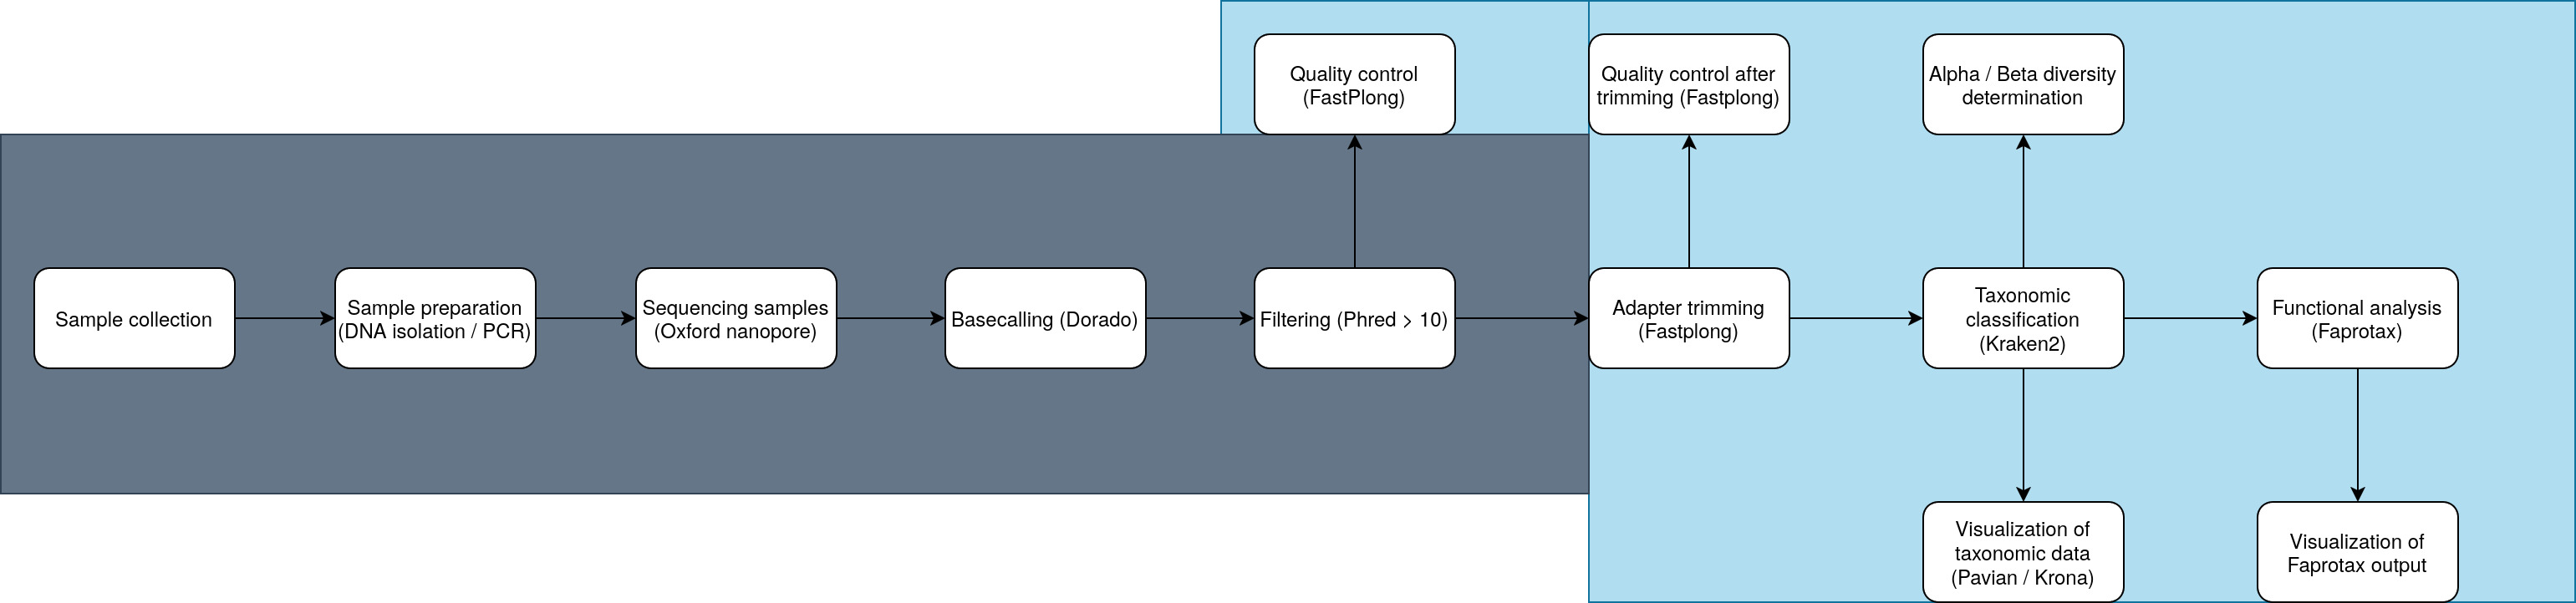 Quality control
(FastPlong)
Quality control after
trimming (Fastplong)
Alpha / Beta diversity
determination
Sample collection
Sample preparation
(DNA isolation / PCR)
Sequencing samples
(Oxford nanopore)
Basecalling (Dorado)
Filtering (Phred > 10)
Adapter trimming
(Fastplong)
Taxonomic
classification
(Kraken2)
Functional analysis
(Faprotax)
Visualization of
taxonomic data
(Pavian / Krona)
Visualization of
Faprotax output